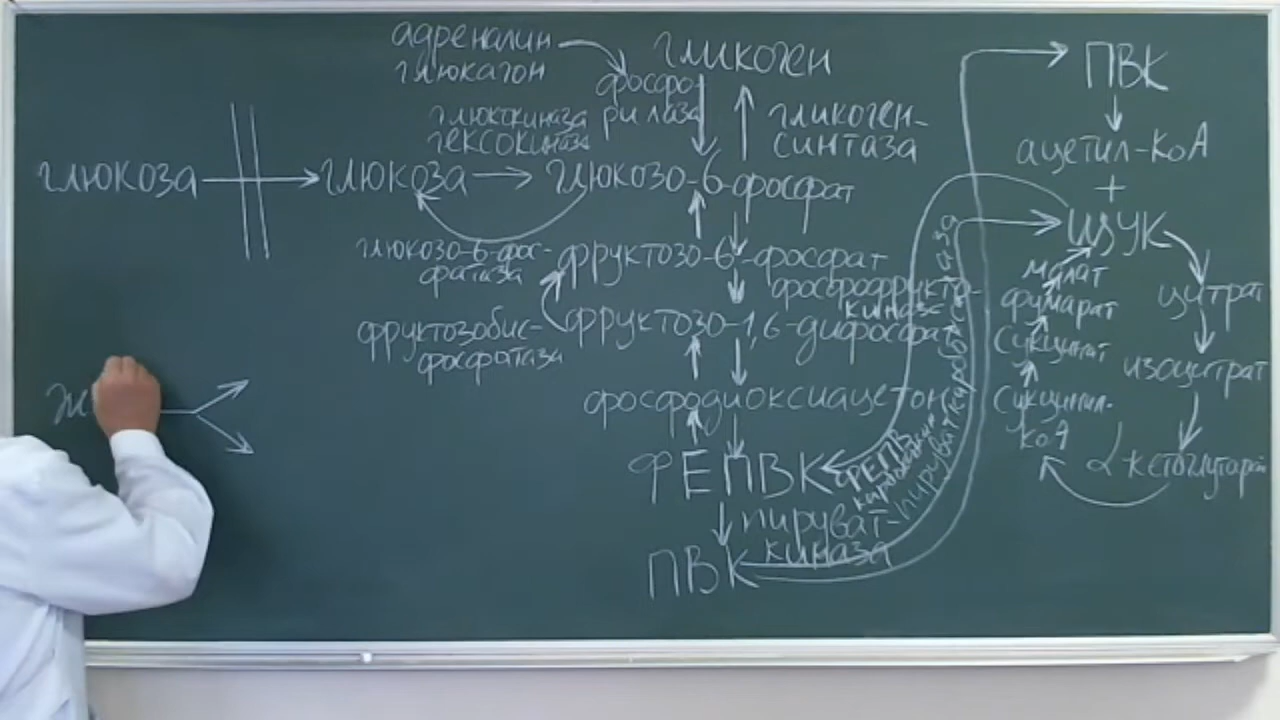 адреналин
глюкагон
гликоген
фосфо-
рилаза
глюкокиназа
гексокиназа
гликоген-
синтаза
глюкоза
глюкоза
глюкозо-6-фосфат
глюкозо-6-фос-
фатаза
фруктозо-6-фосфат
фосфофрукто-
киназа
фруктозобис-
фосфатаза
фруктозо-1,6-дифосфат
фосфодиоксиацетон
ФЕПВК
ФЕПВ
пируват-
киназа
ПВК
пируваткарбоксилаза
ПВК
ацетил-КоА
+
ЩУК
цитрат
изоцитрат
α-кетоглутарат
сукцинил-
КоА
сукцинат
фумарат
малат
Ж